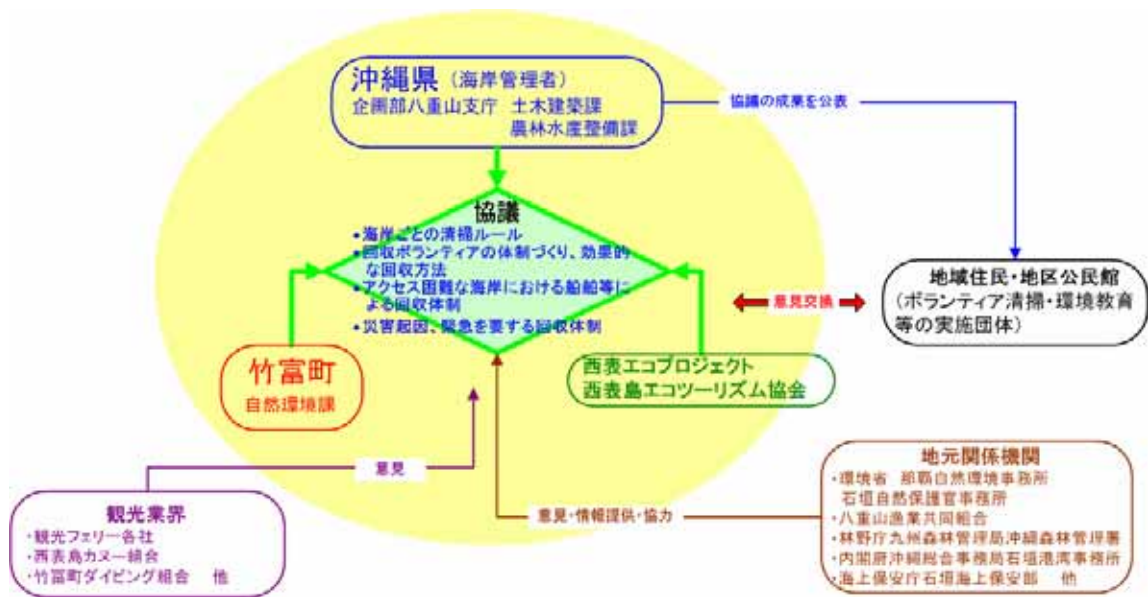 沖縄県（海岸管理者）
企画部八重山支庁 土木建築課
農林水産整備課
協議の成果を公表
協議
•海岸ごとの清掃ルール
•回収ボランティアの体制づくり、効果的
な回収方法
•アクセス困難な海岸における船舶等に
よる回収体制
•災害起因、緊急を要する回収体制
意見交換
地域住民・地区公民館
（ボランティア清掃・環境教育
等の実施団体）
竹富町
自然環境課
西表エコプロジェクト
西表島エコツーリズム協会
意見
観光業界
・観光フェリー各社
・西表島カヌー組合
・竹富町ダイビング組合 他
意見・情報提供・協力
地元関係機関
・環境省 那覇自然環境事務所
石垣自然保護官事務所
・八重山漁業共同組合
・林野庁九州森林管理局沖縄森林管理署
・内閣府沖縄総合事務局石垣港湾事務所
・海上保安庁石垣海上保安部 他